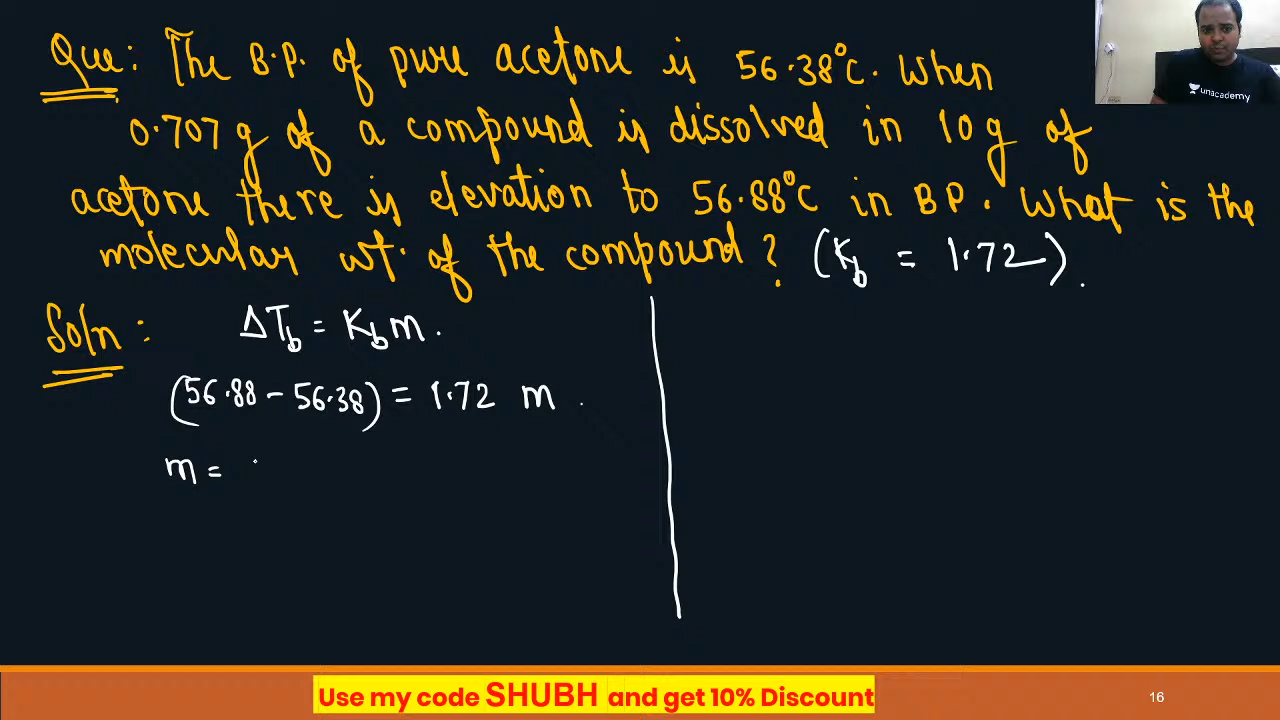 Que: The B.P. of pure acetone is 56.38°C. When
unacademy
0.707 g of a compound is dissolved in 10g of
acetone there is elevation to 56.88°C in BP. What is the
molecular wt. of the compound? (Kb = 1.72).
Soln: ΔTb = Kb m.
(56.88 - 56.38) = 1.72 m
m =
Use my code SHUBH and get 10% Discount
16